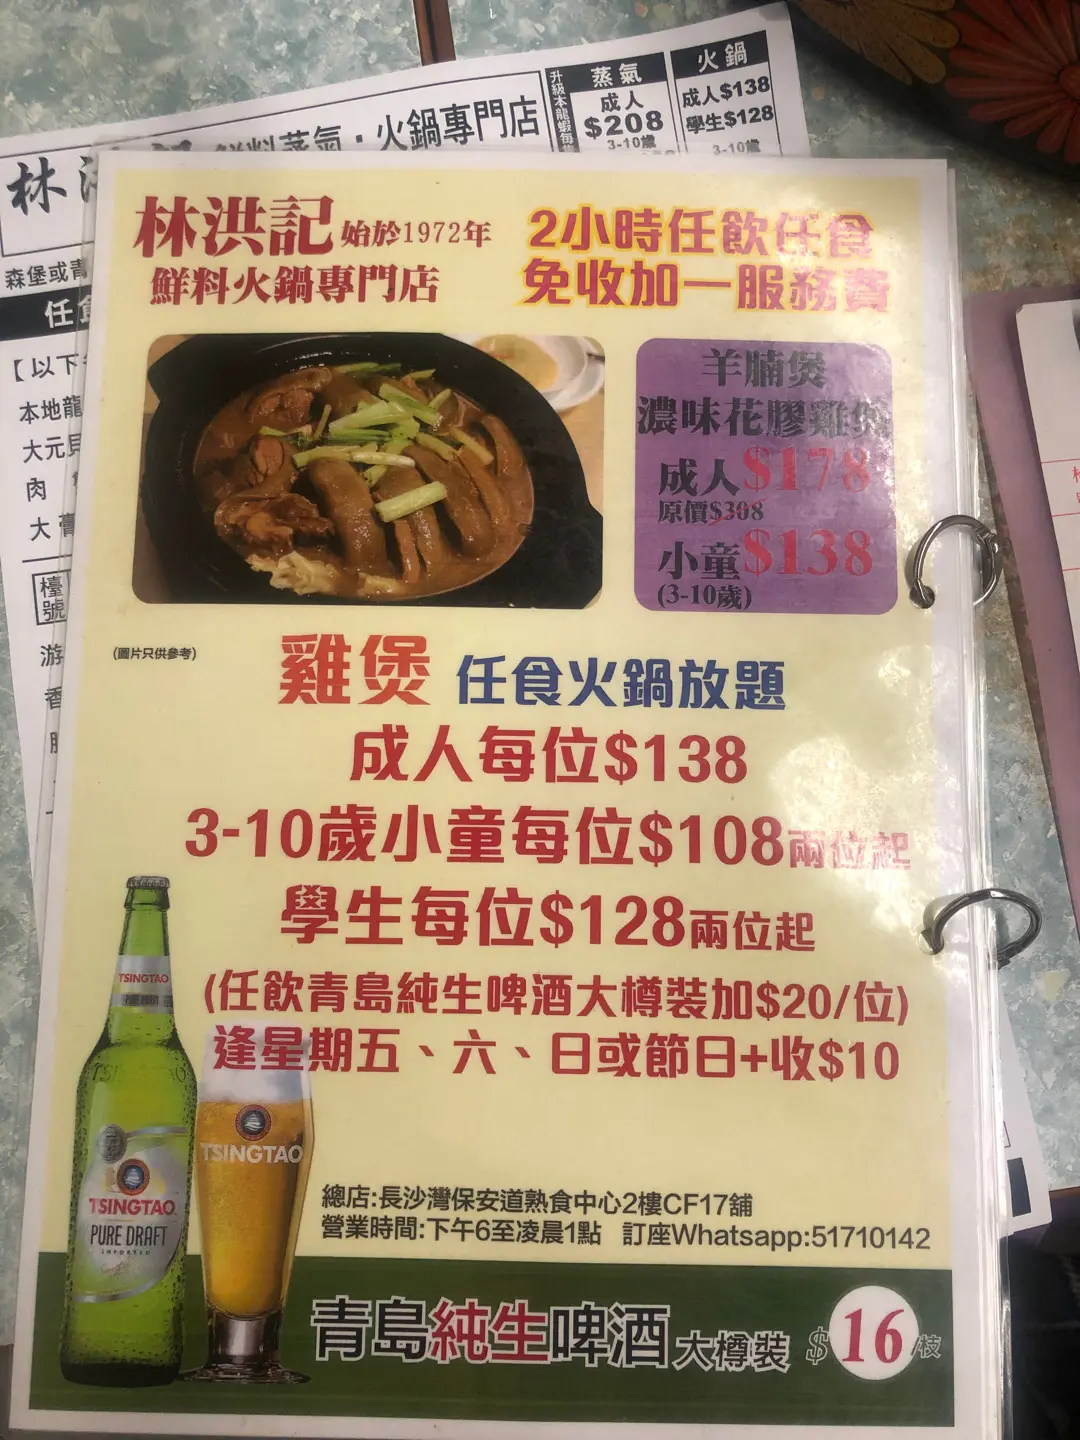 蒸氣
成人
$208
3-10歲
火鍋
成人$138
學生$128
3-10歲
火鍋專門店
林
森堡或青
【以下
本地龍
大元貝
肉
大膏
檯號
游
香
林洪記 始於1972年
鮮料火鍋專門店
2小時任飲任食
免收加一服務費
羊腩煲
濃味花膠雞煲
成人$178
原價$308
小童$138
(3-10歲)
(圖片只供參考)
雞煲 任食火鍋放題
成人每位$138
3-10歲小童每位$108兩位起
學生每位$128兩位起
(任飲青島純生啤酒大樽裝加$20/位)
逢星期五、六、日或節日+收$10
TSINGTAO
TSINGTAO
TSINGTAO
PURE DRAFT
IMPORTED
總店:長沙灣保安道熟食中心2樓CF17舖
營業時間:下午6至凌晨1點 訂座Whatsapp:51710142
青島純生啤酒 大樽裝 $16/枝